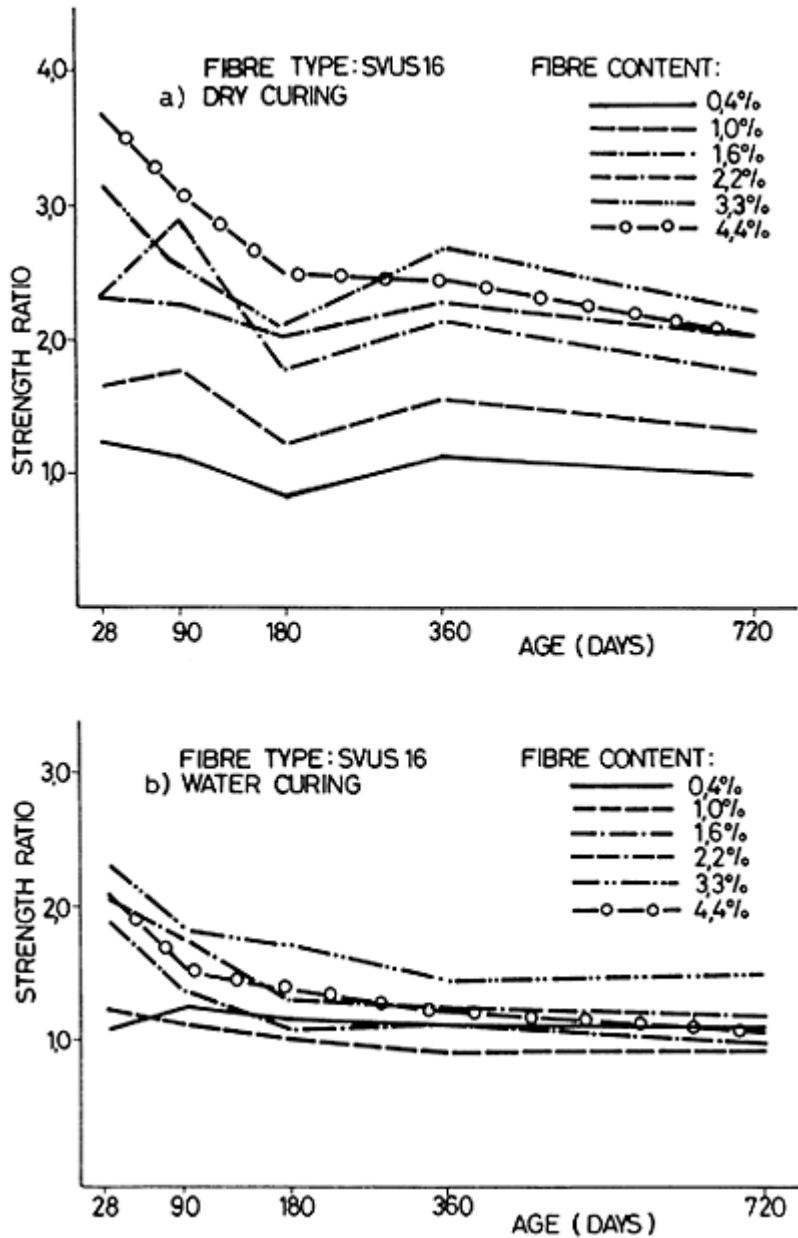 FIBRE TYPE: SVUS16
a) DRY CURING
FIBRE CONTENT:
0,4%
1,0%
1,6%
2,2%
3,3%
4,4%
STRENGTH RATIO
4,0
3,0
2,0
1,0
28 90 180 360 720
AGE (DAYS)
FIBRE TYPE: SVUS 16
b) WATER CURING
FIBRE CONTENT:
0,4%
1,0%
1,6%
2,2%
3,3%
4,4%
STRENGTH RATIO
3,0
2,0
1,0
28 90 180 360 720
AGE (DAYS)